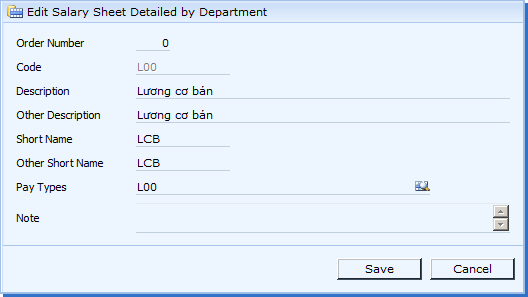 Edit Salary Sheet Detailed by Department
Order Number 0
Code L00
Description Lương cơ bản
Other Description Lương cơ bản
Short Name LCB
Other Short Name LCB
Pay Types L00
Note
Save Cancel